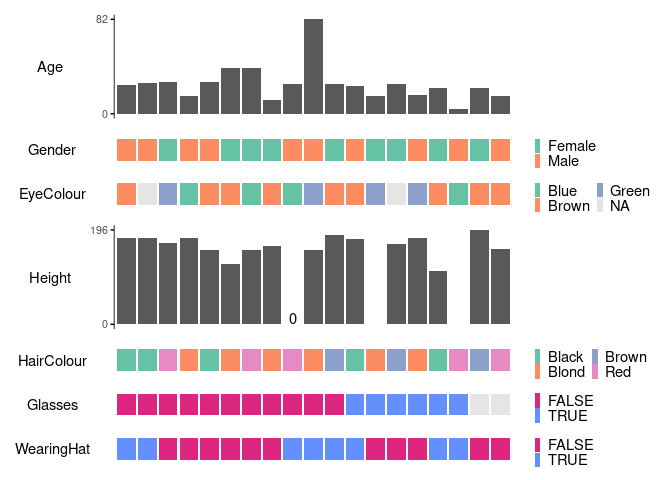 82
Age
0
Gender
Female
Male
EyeColour
Blue
Green
Brown
NA
196
Height
0
0
HairColour
Black
Brown
Blond
Red
Glasses
FALSE
TRUE
WearingHat
FALSE
TRUE